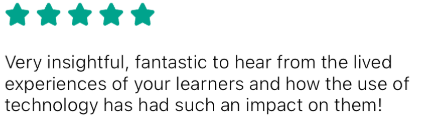 Very insightful, fantastic to hear from the lived
experiences of your learners and how the use of
technology has had such an impact on them!